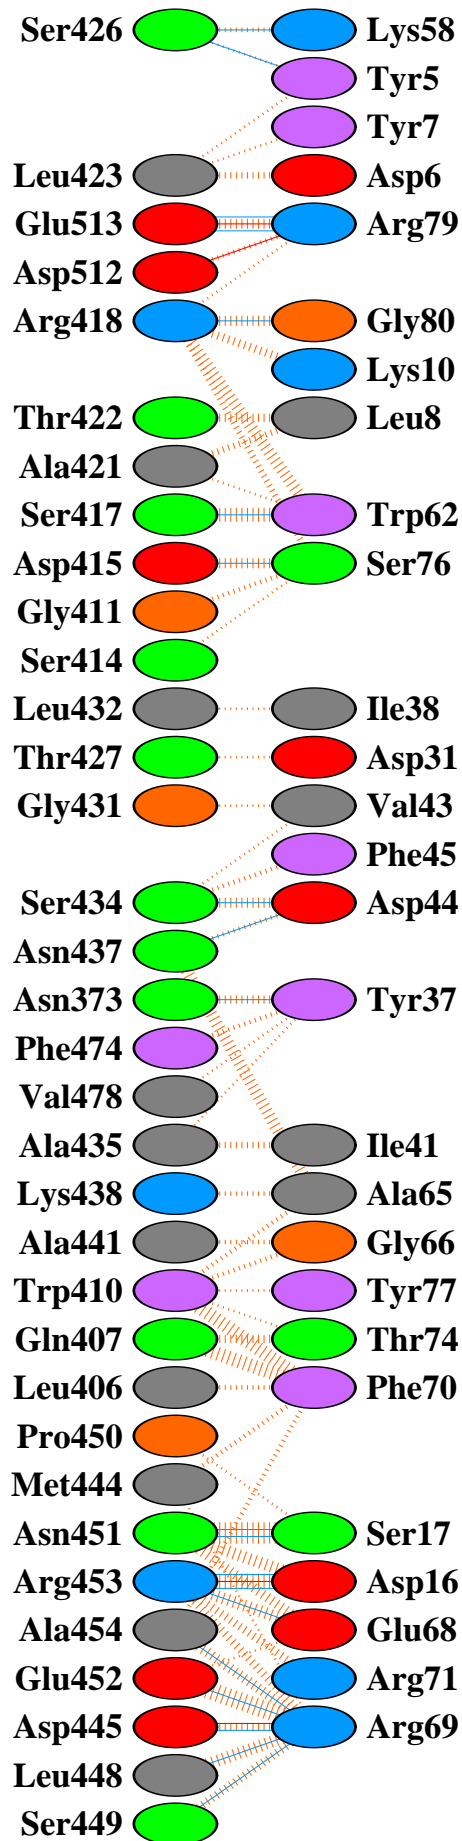 Ser426 Lys58
Tyr5
Tyr7
Leu423 Asp6
Glu513 Arg79
Asp512
Arg418 Gly80
Lys10
Thr422 Leu8
Ala421
Ser417 Trp62
Asp415 Ser76
Gly411
Ser414
Leu432 Ile38
Thr427 Asp31
Gly431 Val43
Phe45
Ser434 Asp44
Asn437
Asn373 Tyr37
Phe474
Val478
Ala435 Ile41
Lys438 Ala65
Ala441 Gly66
Trp410 Tyr77
Gln407 Thr74
Leu406 Phe70
Pro450
Met444
Asn451 Ser17
Arg453 Asp16
Ala454 Glu68
Glu452 Arg71
Asp445 Arg69
Leu448
Ser449